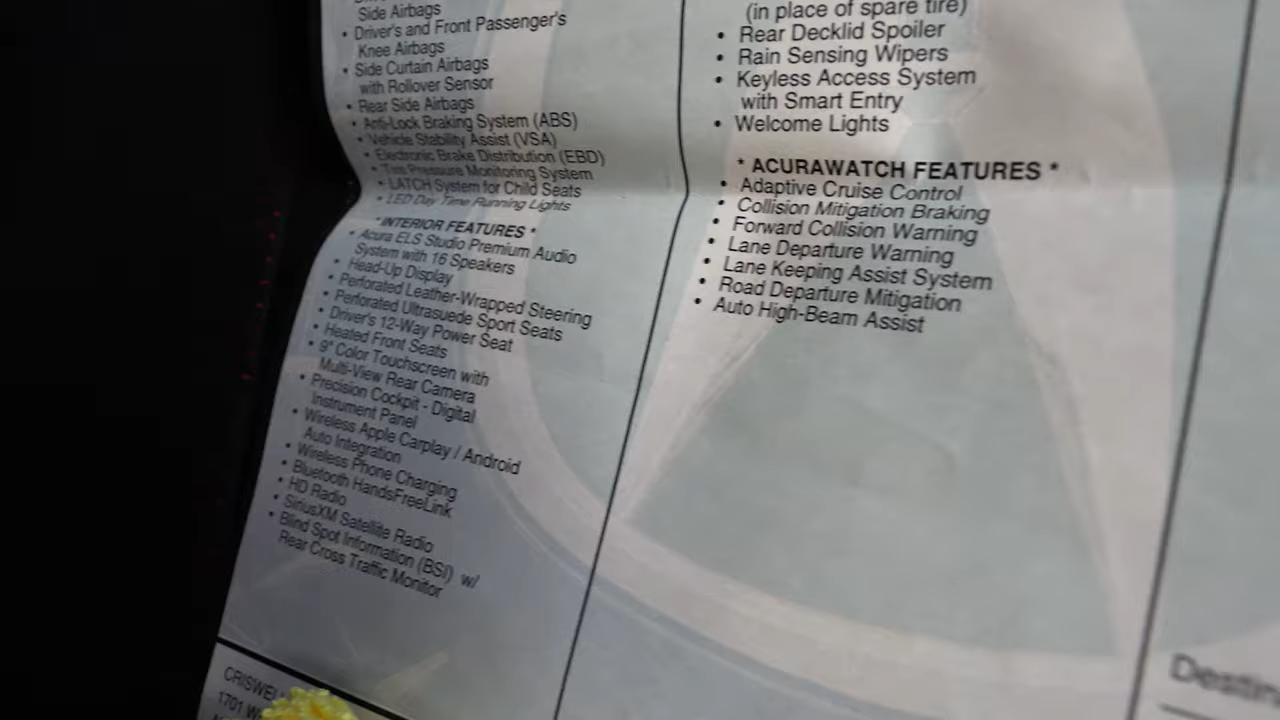 Side Airbags
• Driver's and Front Passenger's
Knee Airbags
• Side Curtain Airbags
with Rollover Sensor
• Rear Side Airbags
• Anti-Lock Braking System (ABS)
• Vehicle Stability Assist (VSA)
• Electronic Brake Distribution (EBD)
• Tire Pressure Monitoring System
• LATCH System for Child Seats
• LED Day Time Running Lights
* INTERIOR FEATURES *
• Acura ELS Studio Premium Audio
System with 16 Speakers
• Head-Up Display
• Perforated Leather-Wrapped Steering
• Perforated Ultrasuede Sport Seats
• Driver's 12-Way Power Seat
• Heated Front Seats
• 9" Color Touchscreen with
Multi-View Rear Camera
• Precision Cockpit - Digital
Instrument Panel
• Wireless Apple Carplay / Android
Auto Integration
• Wireless Phone Charging
• Bluetooth HandsFreeLink
• HD Radio
• SiriusXM Satellite Radio
• Blind Spot Information (BSI) w/
Rear Cross Traffic Monitor
(in place of spare tire)
• Rear Decklid Spoiler
• Rain Sensing Wipers
• Keyless Access System
with Smart Entry
• Welcome Lights
* ACURAWATCH FEATURES *
• Adaptive Cruise Control
• Collision Mitigation Braking
• Forward Collision Warning
• Lane Departure Warning
• Lane Keeping Assist System
• Road Departure Mitigation
• Auto High-Beam Assist
1701